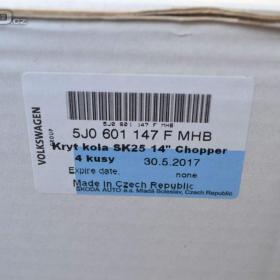 5J0 601 147 F MHB
VOLKSWAGEN
GROUP
5J0 601 147 F MHB
Kryt kola SK25 14" Chopper
4 kusy 30.5.2017
Expire date. none
Made in Czech Republic
ŠKODA AUTO a.s. Mladá Boleslav, Czech Republic